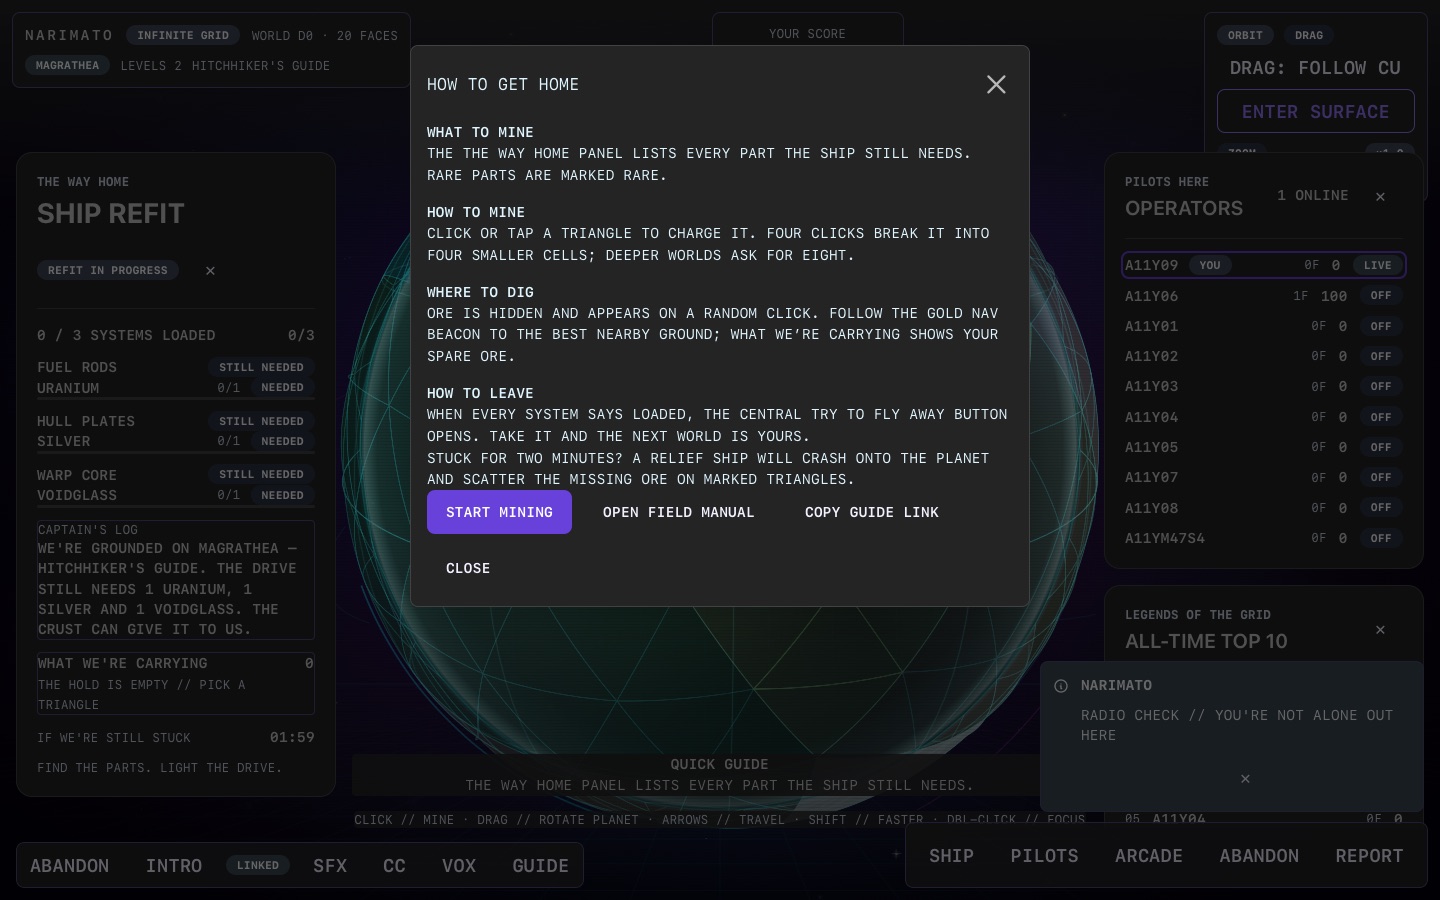 NARIMATO INFINITE GRID WORLD D0 · 20 FACES
MAGRATHEA LEVELS 2 HITCHHIKER'S GUIDE
YOUR SCORE
ORBIT DRAG
DRAG: FOLLOW CU
ENTER SURFACE
ZOOM
THE WAY HOME
SHIP REFIT
REFIT IN PROGRESS ×
0 / 3 SYSTEMS LOADED 0/3
FUEL RODS STILL NEEDED
URANIUM 0/1 NEEDED
HULL PLATES STILL NEEDED
SILVER 0/1 NEEDED
WARP CORE STILL NEEDED
VOIDGLASS 0/1 NEEDED
CAPTAIN'S LOG
WE'RE GROUNDED ON MAGRATHEA —
HITCHHIKER'S GUIDE. THE DRIVE
STILL NEEDS 1 URANIUM, 1
SILVER AND 1 VOIDGLASS. THE
CRUST CAN GIVE IT TO US.
WHAT WE'RE CARRYING 0
THE HOLD IS EMPTY // PICK A
TRIANGLE
IF WE'RE STILL STUCK 01:59
FIND THE PARTS. LIGHT THE DRIVE.
HOW TO GET HOME
WHAT TO MINE
THE THE WAY HOME PANEL LISTS EVERY PART THE SHIP STILL NEEDS.
RARE PARTS ARE MARKED RARE.
HOW TO MINE
CLICK OR TAP A TRIANGLE TO CHARGE IT. FOUR CLICKS BREAK IT INTO
FOUR SMALLER CELLS; DEEPER WORLDS ASK FOR EIGHT.
WHERE TO DIG
ORE IS HIDDEN AND APPEARS ON A RANDOM CLICK. FOLLOW THE GOLD NAV
BEACON TO THE BEST NEARBY GROUND; WHAT WE’RE CARRYING SHOWS YOUR
SPARE ORE.
HOW TO LEAVE
WHEN EVERY SYSTEM SAYS LOADED, THE CENTRAL TRY TO FLY AWAY BUTTON
OPENS. TAKE IT AND THE NEXT WORLD IS YOURS.
STUCK FOR TWO MINUTES? A RELIEF SHIP WILL CRASH ONTO THE PLANET
AND SCATTER THE MISSING ORE ON MARKED TRIANGLES.
START MINING OPEN FIELD MANUAL COPY GUIDE LINK
CLOSE
PILOTS HERE
OPERATORS 1 ONLINE ×
A11Y09 YOU 0F 0 LIVE
A11Y06 1F 100 OFF
A11Y01 0F 0 OFF
A11Y02 0F 0 OFF
A11Y03 0F 0 OFF
A11Y04 0F 0 OFF
A11Y05 0F 0 OFF
A11Y07 0F 0 OFF
A11Y08 0F 0 OFF
A11YM47S4 0F 0 OFF
LEGENDS OF THE GRID
ALL-TIME TOP 10 ×
NARIMATO
RADIO CHECK // YOU'RE NOT ALONE OUT
HERE
×
05 A11Y04 0F 0
QUICK GUIDE
THE WAY HOME PANEL LISTS EVERY PART THE SHIP STILL NEEDS.
CLICK // MINE · DRAG // ROTATE PLANET · ARROWS // TRAVEL · SHIFT // FASTER · DBL-CLICK // FOCUS
ABANDON INTRO LINKED SFX CC VOX GUIDE
SHIP PILOTS ARCADE ABANDON REPORT